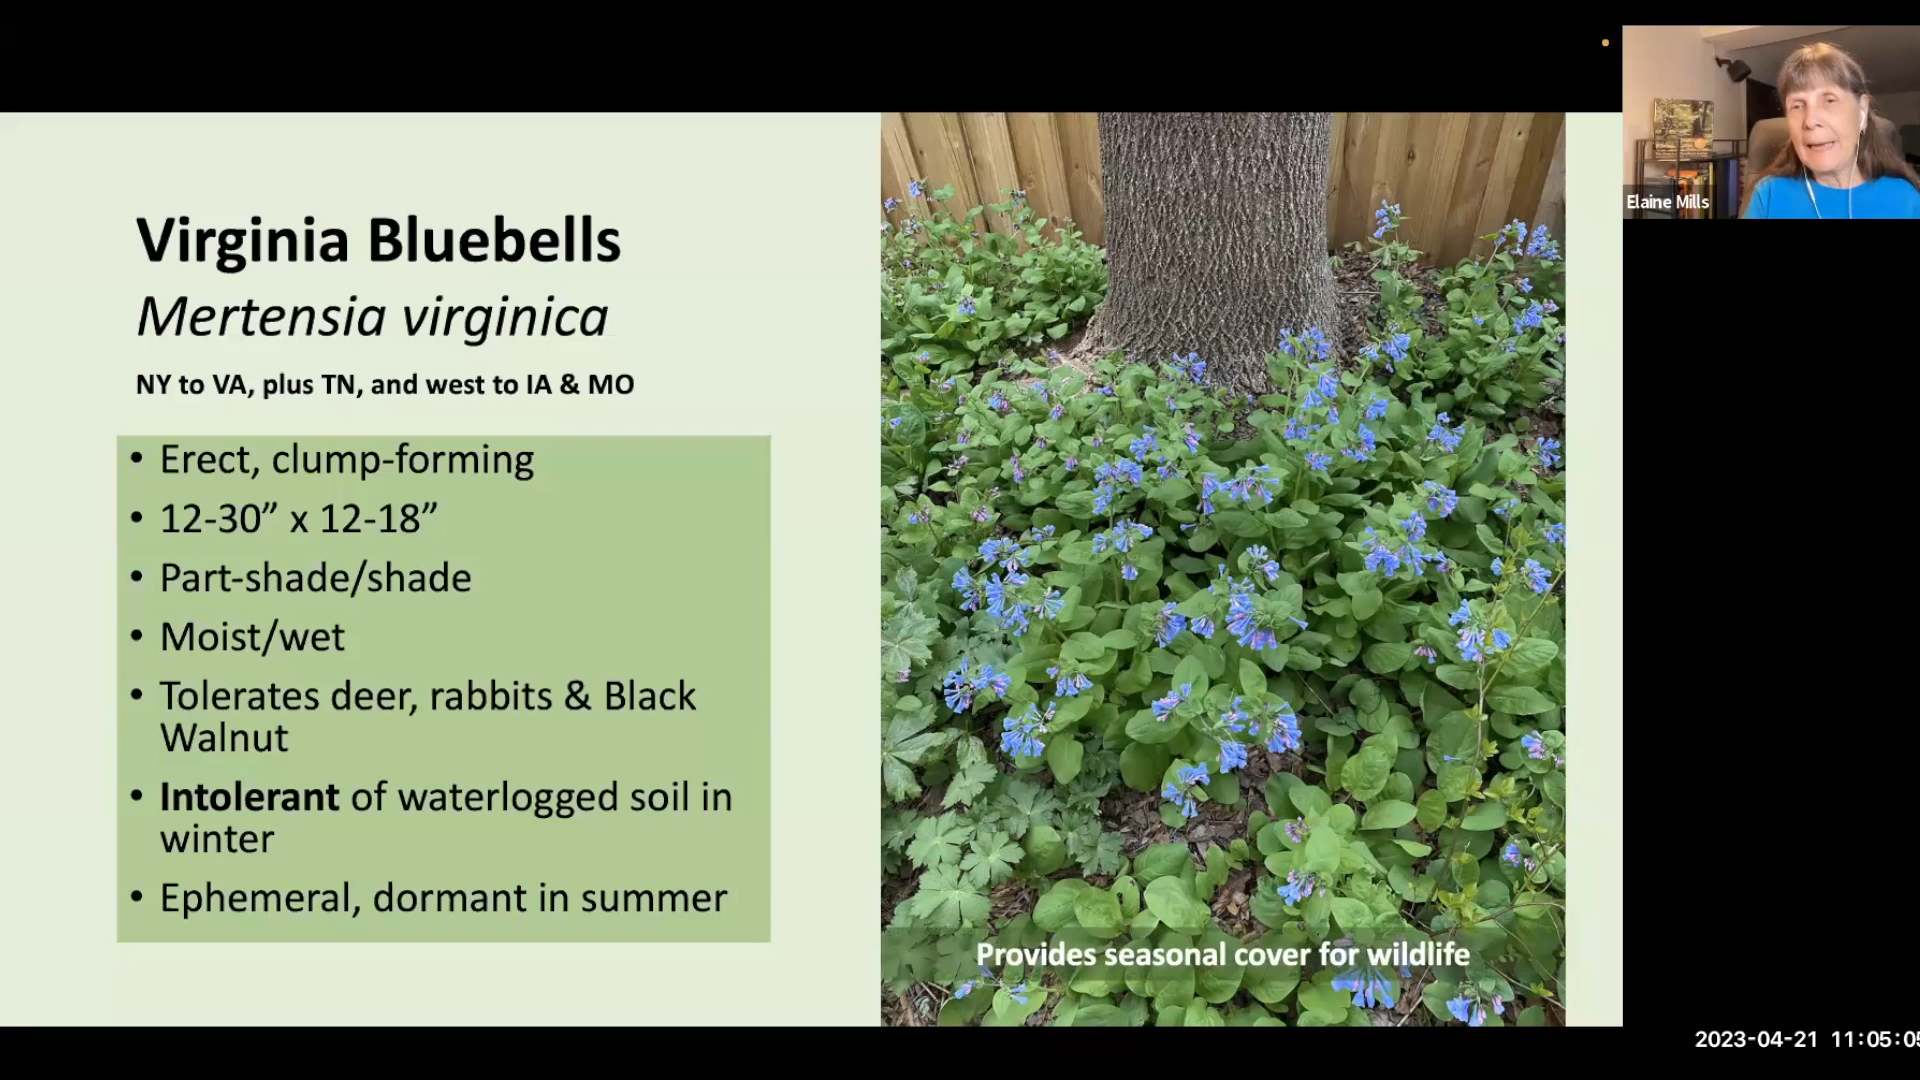 Virginia Bluebells
Mertensia virginica
NY to VA, plus TN, and west to IA & MO
• Erect, clump-forming
• 12-30” x 12-18”
• Part-shade/shade
• Moist/wet
• Tolerates deer, rabbits & Black
Walnut
• Intolerant of waterlogged soil in
winter
• Ephemeral, dormant in summer
Provides seasonal cover for wildlife
Elaine Mills
2023-04-21 11:05:05